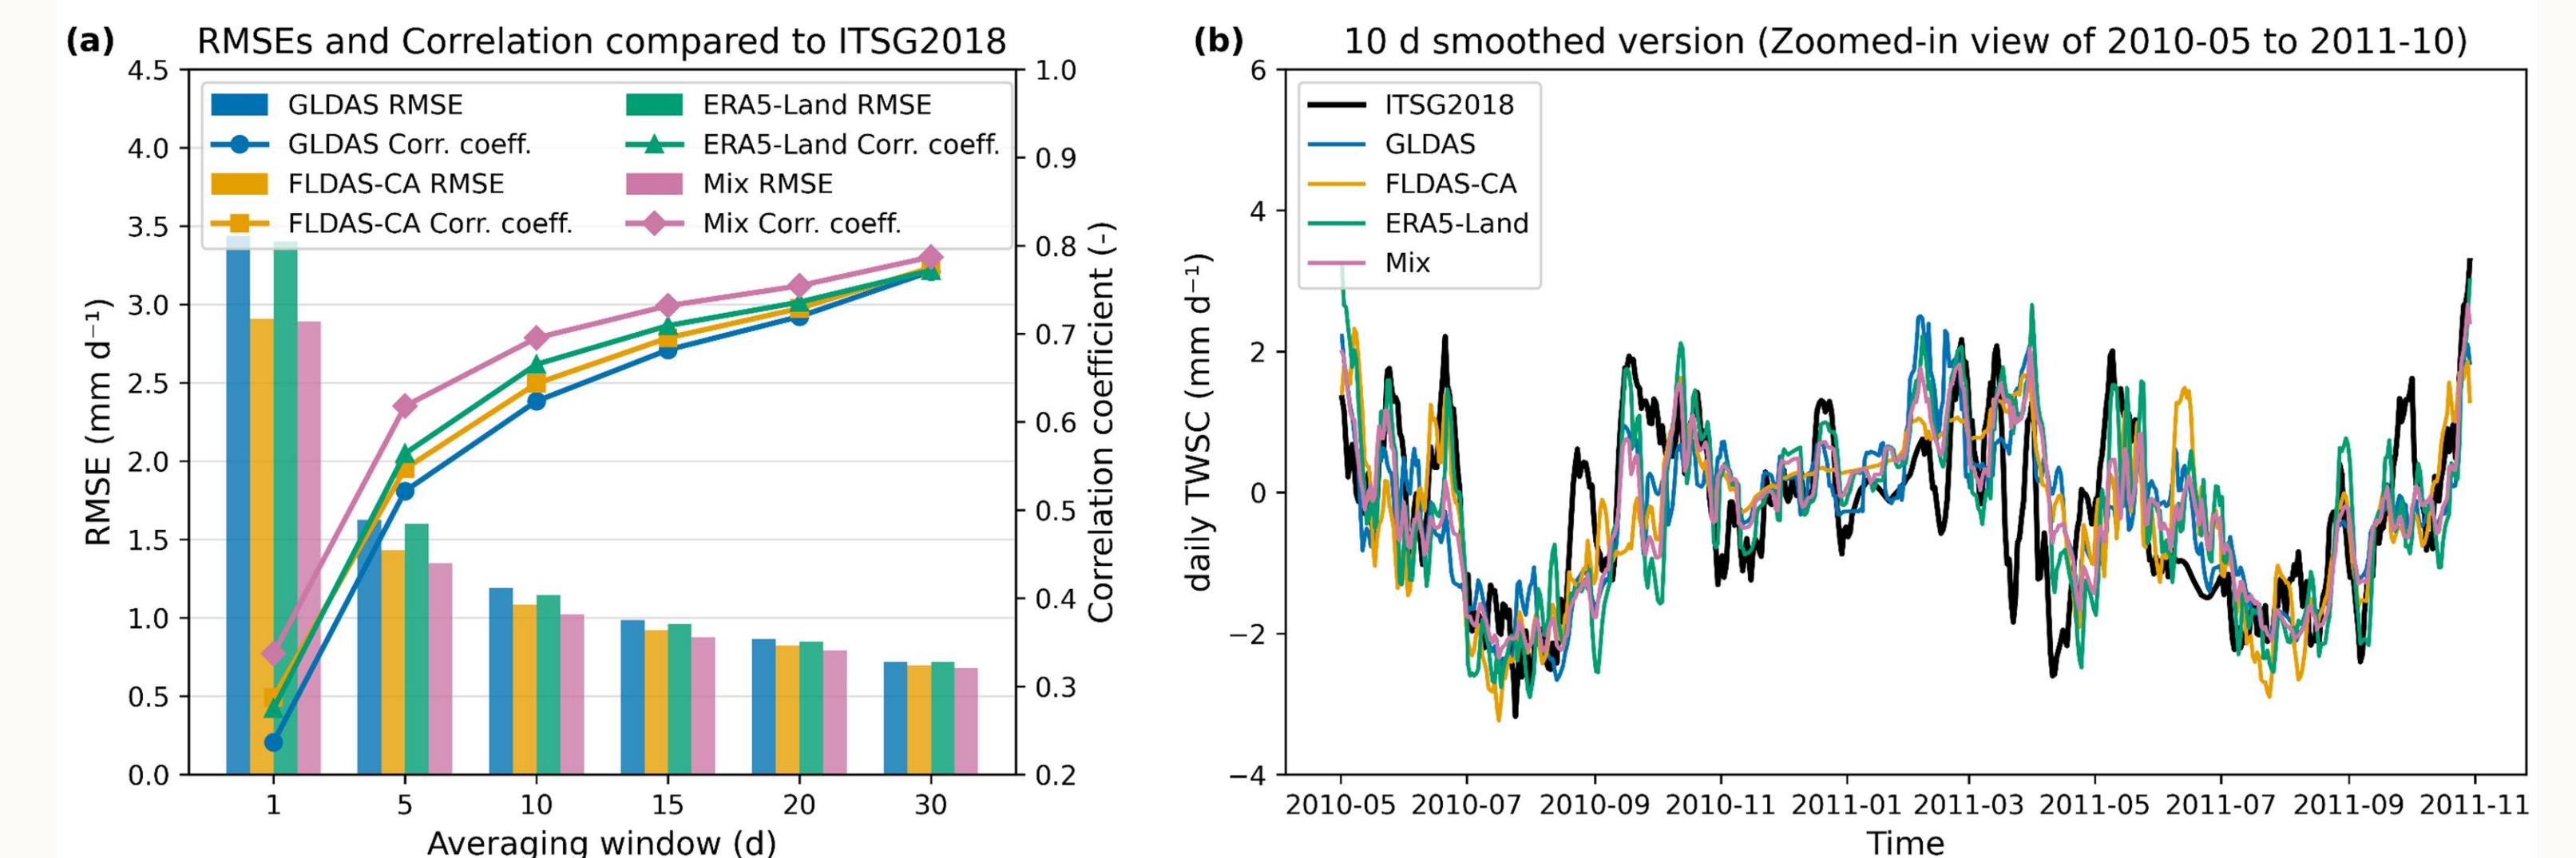 (a) RMSEs and Correlation compared to ITSG2018
4.5
4.0
3.5
3.0
2.5
2.0
1.5
1.0
0.5
0.0
RMSE (mm d⁻¹)
GLDAS RMSE
GLDAS Corr. coeff.
FLDAS-CA RMSE
FLDAS-CA Corr. coeff.
ERA5-Land RMSE
ERA5-Land Corr. coeff.
Mix RMSE
Mix Corr. coeff.
1.0
0.9
0.8
0.7
0.6
0.5
0.4
0.3
0.2
Correlation coefficient (-)
1 5 10 15 20 30
Averaging window (d)
(b) 10 d smoothed version (Zoomed-in view of 2010-05 to 2011-10)
6
4
2
0
−2
−4
daily TWSC (mm d⁻¹)
ITSG2018
GLDAS
FLDAS-CA
ERA5-Land
Mix
2010-05 2010-07 2010-09 2010-11 2011-01 2011-03 2011-05 2011-07 2011-09 2011-11
Time